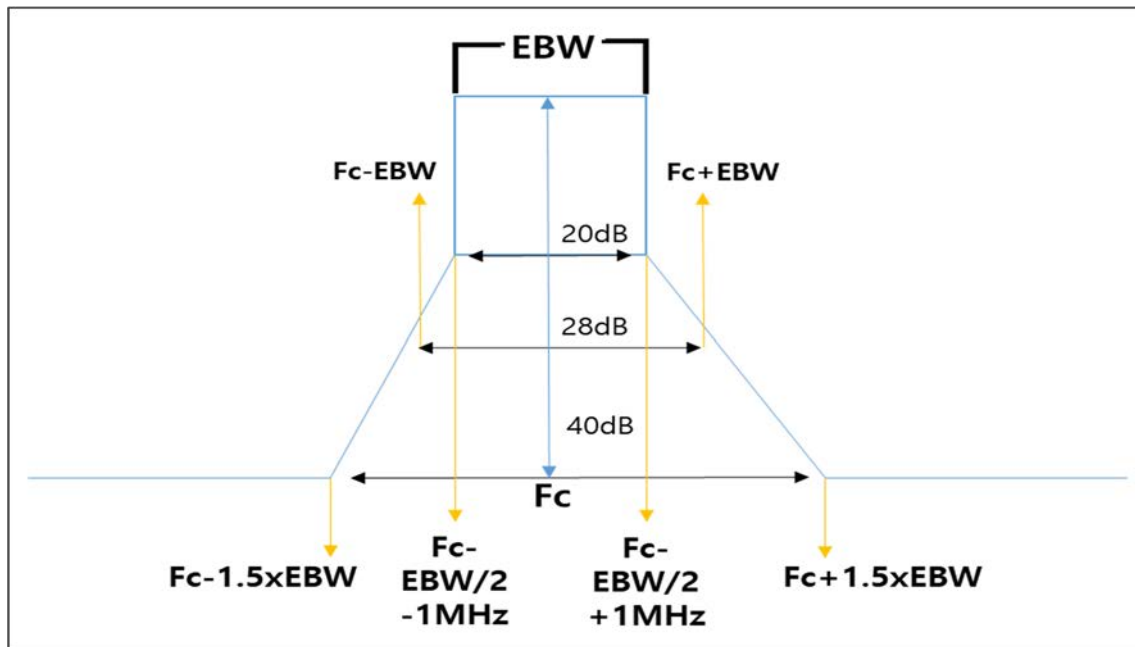 EBW
Fc-EBW
Fc+EBW
20dB
28dB
40dB
Fc
Fc-1.5xEBW
Fc-
EBW/2
-1MHz
Fc-
EBW/2
+1MHz
Fc+1.5xEBW